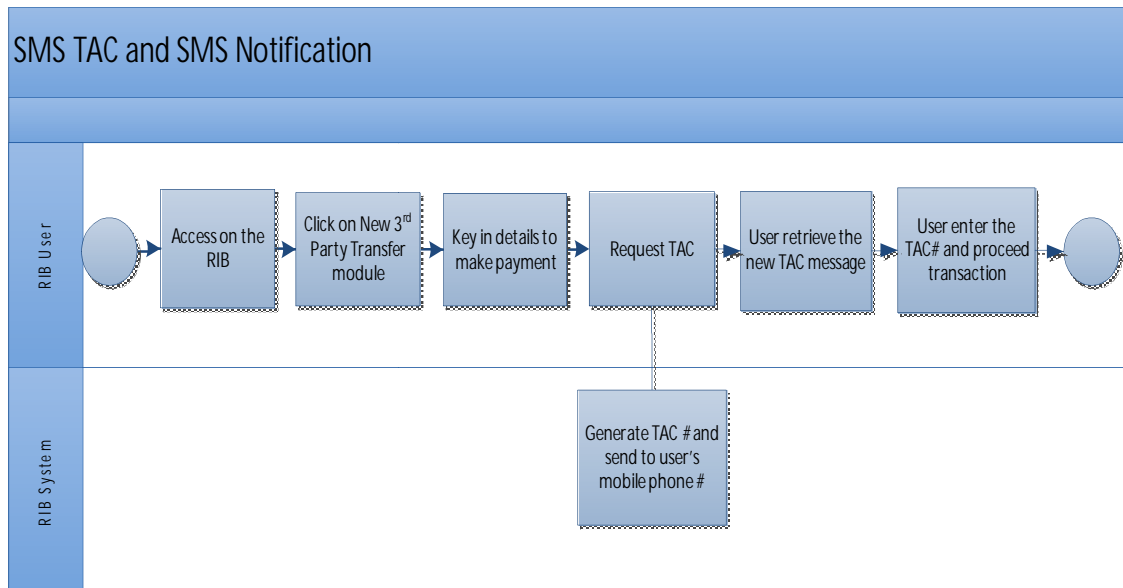 SMS TAC and SMS Notification
RIB User
Access on the
RIB
Click on New 3rd
Party Transfer
module
Key in details to
make payment
Request TAC
User retrieve the
new TAC message
User enter the
TAC# and proceed
transaction
RIB System
Generate TAC # and
send to user's
mobile phone #